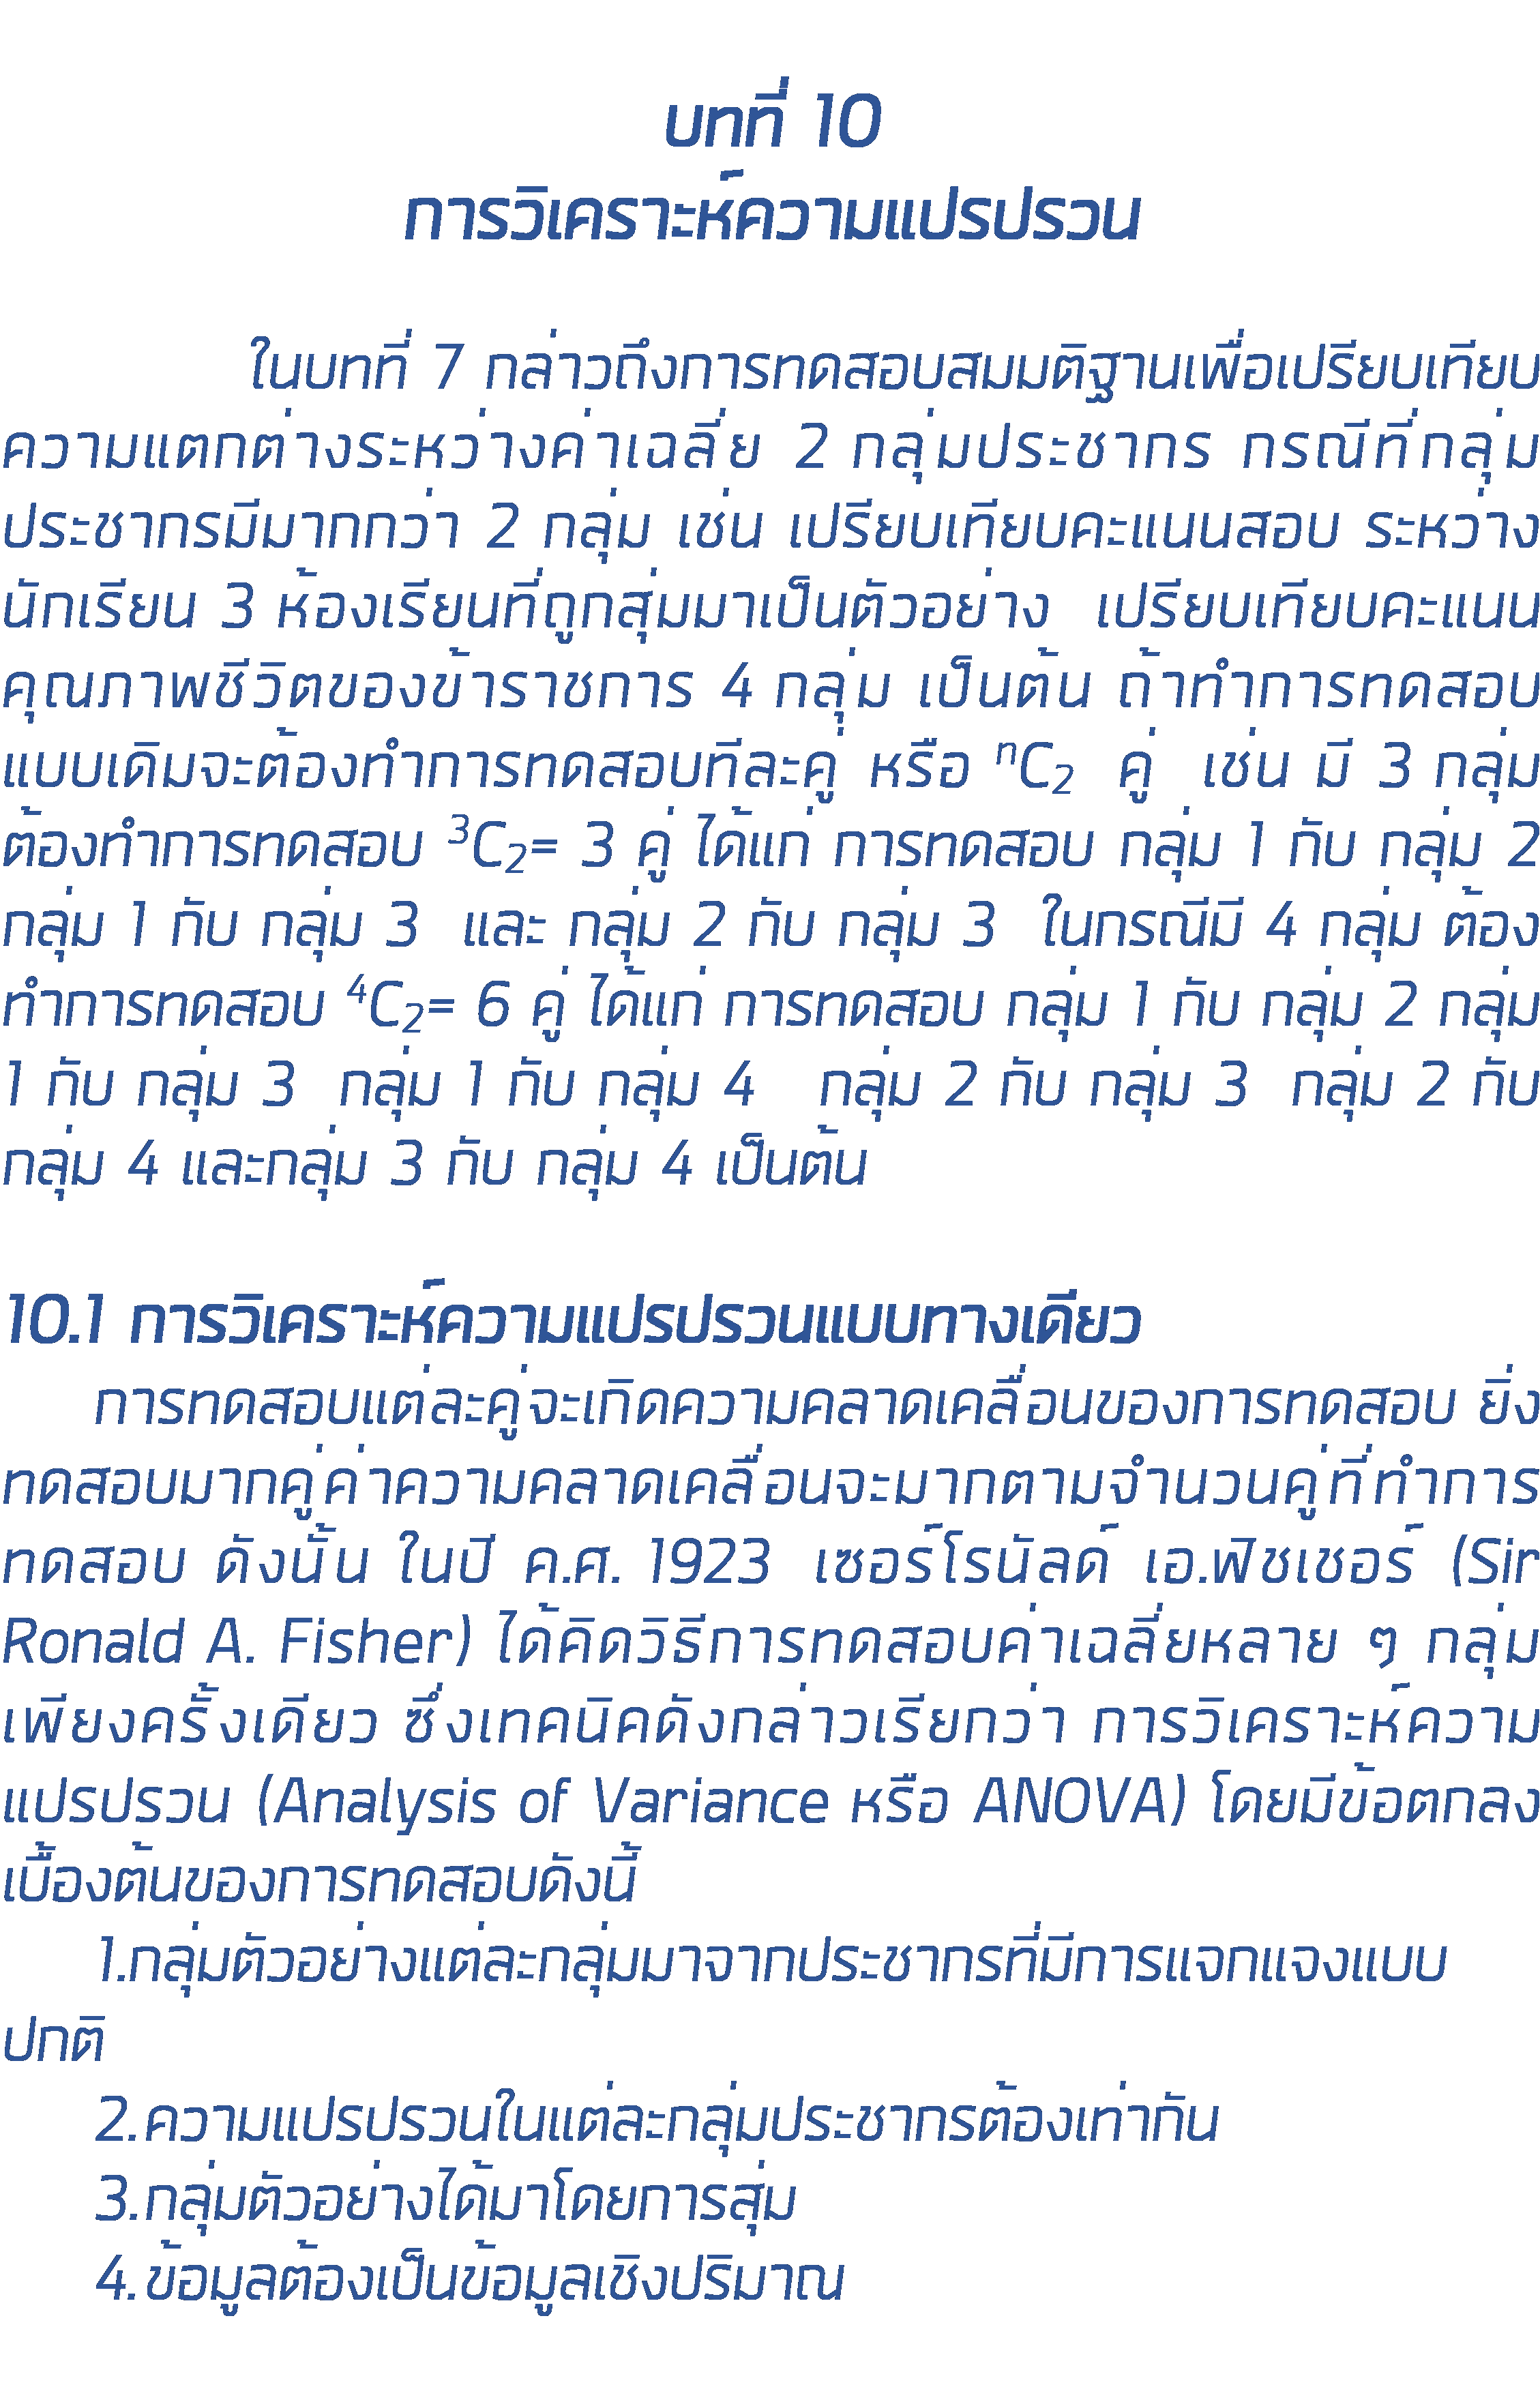 บทที่ 10
การวิเคราะห์ความแปรปรวน
ในบทที่ 7 กล่าวถึงการทดสอบสมมติฐานเพื่อเปรียบเทียบ
ความแตกต่างระหว่างค่าเฉลี่ย 2 กลุ่มประชากร กรณีที่กลุ่ม
ประชากรมีมากกว่า 2 กลุ่ม เช่น เปรียบเทียบคะแนนสอบ ระหว่าง
นักเรียน 3 ห้องเรียนที่ถูกสุ่มมาเป็นตัวอย่าง เปรียบเทียบคะแนน
คุณภาพชีวิตของข้าราชการ 4 กลุ่ม เป็นต้น ถ้าทำการทดสอบ
แบบเดิมจะต้องทำการทดสอบทีละคู่ หรือ ⁿC₂ คู่ เช่น มี 3 กลุ่ม
ต้องทำการทดสอบ ³C₂= 3 คู่ ได้แก่ การทดสอบ กลุ่ม 1 กับ กลุ่ม 2
กลุ่ม 1 กับ กลุ่ม 3 และ กลุ่ม 2 กับ กลุ่ม 3 ในกรณีมี 4 กลุ่ม ต้อง
ทำการทดสอบ ⁴C₂= 6 คู่ ได้แก่ การทดสอบ กลุ่ม 1 กับ กลุ่ม 2 กลุ่ม
1 กับ กลุ่ม 3 กลุ่ม 1 กับ กลุ่ม 4 กลุ่ม 2 กับ กลุ่ม 3 กลุ่ม 2 กับ
กลุ่ม 4 และกลุ่ม 3 กับ กลุ่ม 4 เป็นต้น
10.1 การวิเคราะห์ความแปรปรวนแบบทางเดียว
การทดสอบแต่ละคู่จะเกิดความคลาดเคลื่อนของการทดสอบ ยิ่ง
ทดสอบมากคู่ค่าความคลาดเคลื่อนจะมากตามจำนวนคู่ที่ทำการ
ทดสอบ ดังนั้น ในปี ค.ศ. 1923 เซอร์โรนัลด์ เอ.ฟิชเชอร์ (Sir
Ronald A. Fisher) ได้คิดวิธีการทดสอบค่าเฉลี่ยหลาย ๆ กลุ่ม
เพียงครั้งเดียว ซึ่งเทคนิคดังกล่าวเรียกว่า การวิเคราะห์ความ
แปรปรวน (Analysis of Variance หรือ ANOVA) โดยมีข้อตกลง
เบื้องต้นของการทดสอบดังนี้
1.กลุ่มตัวอย่างแต่ละกลุ่มมาจากประชากรที่มีการแจกแจงแบบ
ปกติ
2.ความแปรปรวนในแต่ละกลุ่มประชากรต้องเท่ากัน
3.กลุ่มตัวอย่างได้มาโดยการสุ่ม
4.ข้อมูลต้องเป็นข้อมูลเชิงปริมาณ